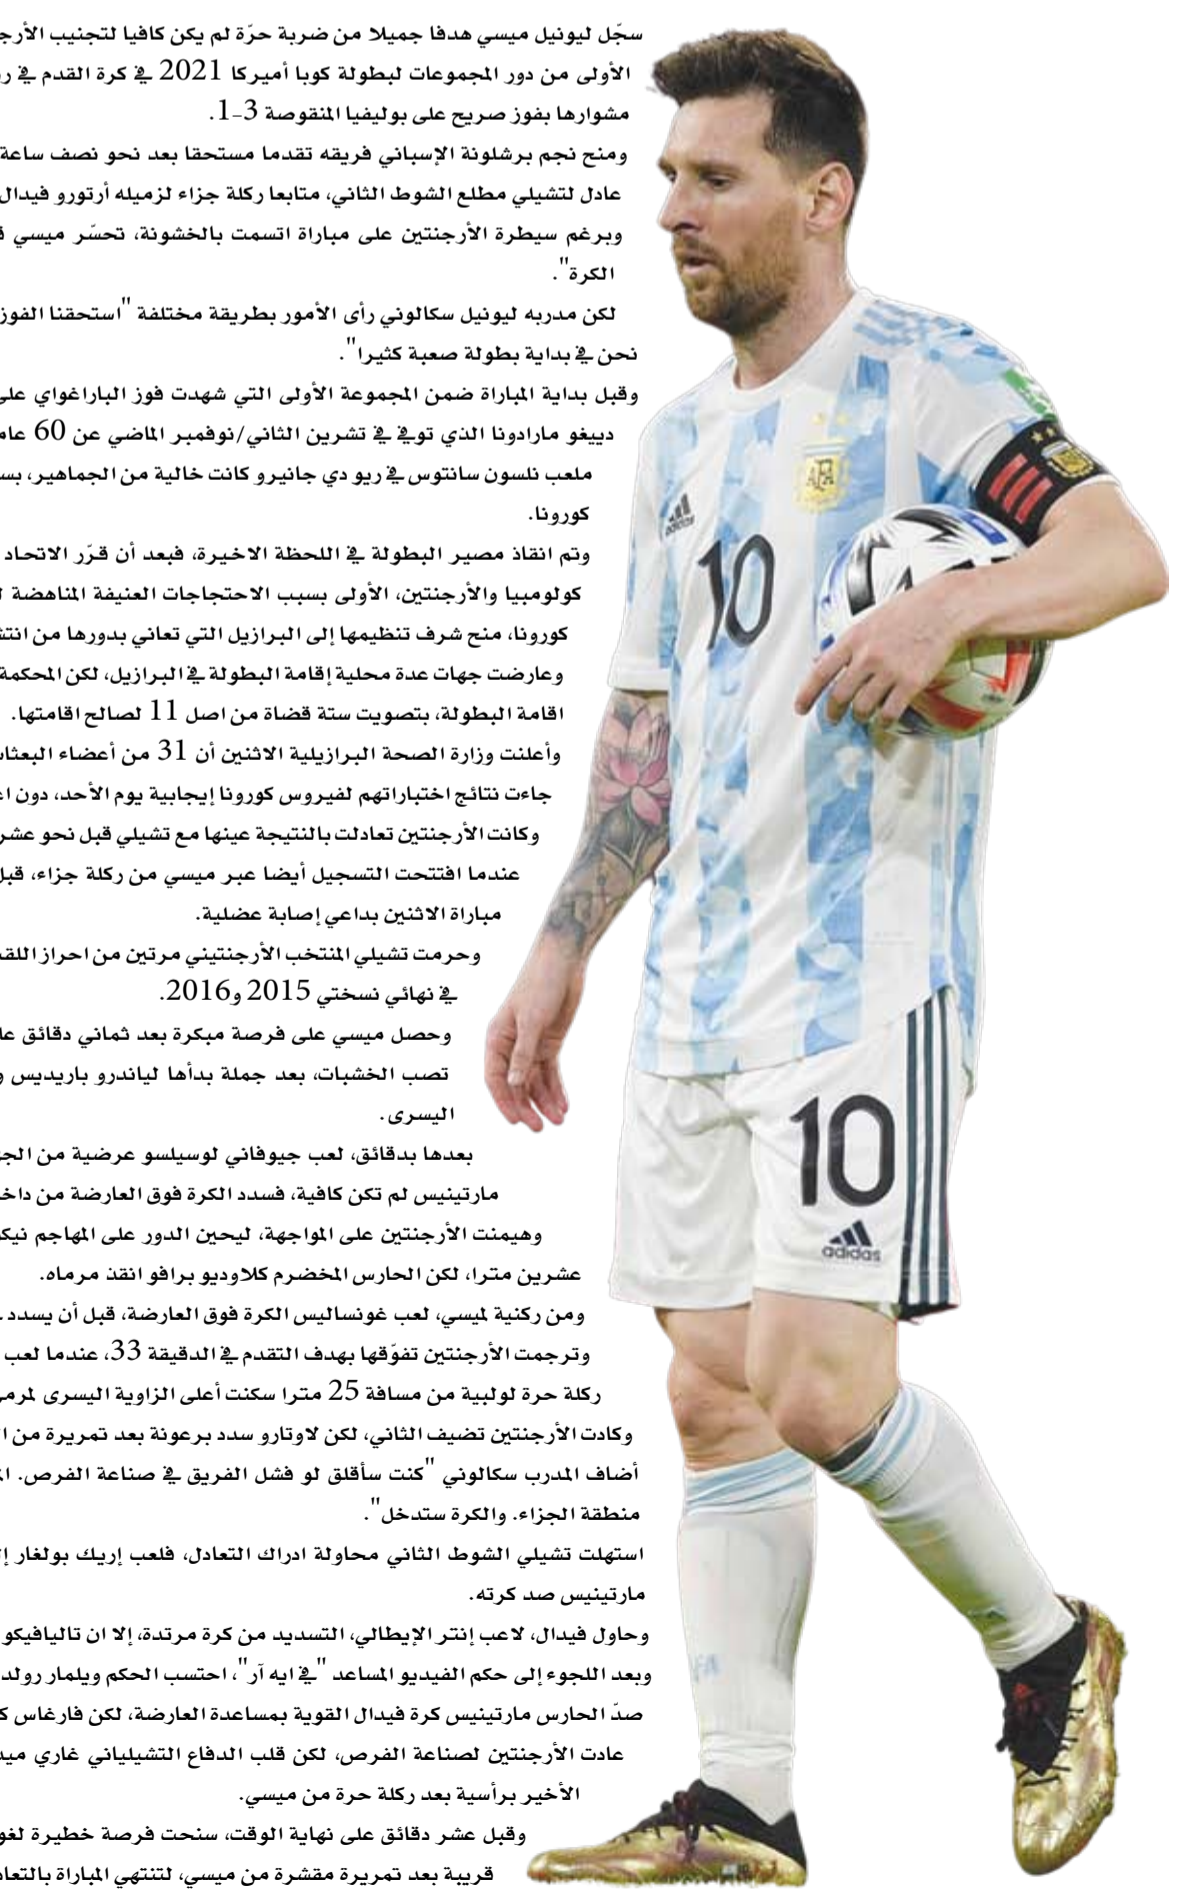 سجّل ليونيل ميسي هدفا جميلا من ضربة حرّة لم يكن كافيا لتجنيب
الأولى من دور المجموعات لبطولة كوبا أميركا 2021 في كرة القدم في
مشوارها بفوز صريح على بوليفيا المنقوصة 3-1.
ومنح نجم برشلونة الإسباني فريقه تقدما مستحقا بعد نحو نصف ساعة
عادل لتشيلي مطلع الشوط الثاني، متابعا ركلة جزاء لزميله أرتورو فيدال
وبرغم سيطرة الأرجنتين على مباراة اتسمت بالخشونة، تحسّر ميسي
الكرة".
لكن مدربه ليونيل سكالوني رأى الأمور بطريقة مختلفة "استحقنا الفوز
نحن في بداية بطولة صعبة كثيرا".
وقبل بداية المباراة ضمن المجموعة الأولى التي شهدت فوز الباراغواي
دييغو مارادونا الذي توفي في تشرين الثاني/نوفمبر الماضي عن 60
ملعب نلسون سانتوس في ريو دي جانيرو كانت خالية من الجماهير،
كورونا.
وتم انقاذ مصير البطولة في اللحظة الاخيرة، فبعد أن قرّر الاتحاد
كولومبيا والأرجنتين، الأولى بسبب الاحتجاجات العنيفة المناهضة
كورونا، منح شرف تنظيمها إلى البرازيل التي تعاني بدورها من
وعارضت جهات عدة محلية إقامة البطولة في البرازيل، لكن المحكمة
اقامة البطولة، بتصويت ستة قضاة من اصل 11 لصالح اقامتها.
وأعلنت وزارة الصحة البرازيلية الاثنين أن 31 من أعضاء
جاءت نتائج اختباراتهم لفيروس كورونا إيجابية يوم الأحد، دون
وكانت الأرجنتين تعادلت بالنتيجة عينها مع تشيلي قبل نحو
عندما افتتحت التسجيل أيضا عبر ميسي من ركلة جزاء،
مباراة الاثنين بداعي إصابة عضلية.
وحرمت تشيلي المنتخب الأرجنتيني مرتين من احراز
في نهائي نسختي 2015 و2016.
وحصل ميسي على فرصة مبكرة بعد ثماني دقائق
تصب الخشبات، بعد جملة بدأها لياندرو باريديس
اليسرى.
بعدها بدقائق، لعب جيوفاني لوسيلسو عرضية من
مارتينيس لم تكن كافية، فسدد الكرة فوق العارضة من
وهيمنت الأرجنتين على المواجهة، ليحين الدور على المهاجم
عشرين مترا، لكن الحارس المخضرم كلاوديو برافو انقذ مرماه.
ومن ركنية لميسي، لعب غونساليس الكرة فوق العارضة، قبل أن يسدد
وترجمت الأرجنتين تفوّقها بهدف التقدم في الدقيقة 33، عندما لعب
ركلة حرة لولبية من مسافة 25 مترا سكنت أعلى الزاوية اليسرى
وكادت الأرجنتين تضيف الثاني، لكن لاوتارو سدد برعونة بعد تمريرة من
أضاف المدرب سكالوني "كنت سأقلق لو فشل الفريق في صناعة الفرص.
منطقة الجزاء. والكرة ستدخل".
استهلت تشيلي الشوط الثاني محاولة ادراك التعادل، فلعب إريك بولغار
مارتينيس صد كرته.
وحاول فيدال، لاعب إنتر الإيطالي، التسديد من كرة مرتدة، إلا ان تاليافيكو
وبعد اللجوء إلى حكم الفيديو المساعد "في ايه آر"، احتسب الحكم ويلمار
صدّ الحارس مارتينيس كرة فيدال القوية بمساعدة العارضة، لكن فارغاس
عادت الأرجنتين لصناعة الفرص، لكن قلب الدفاع التشيلياني غاري
الأخير برأسية بعد ركلة حرة من ميسي.
وقبل عشر دقائق على نهاية الوقت، سنحت فرصة خطيرة
قريبة بعد تمريرة مقشرة من ميسي، لتنتهي المباراة
AFA
adidas
10
10
adidas